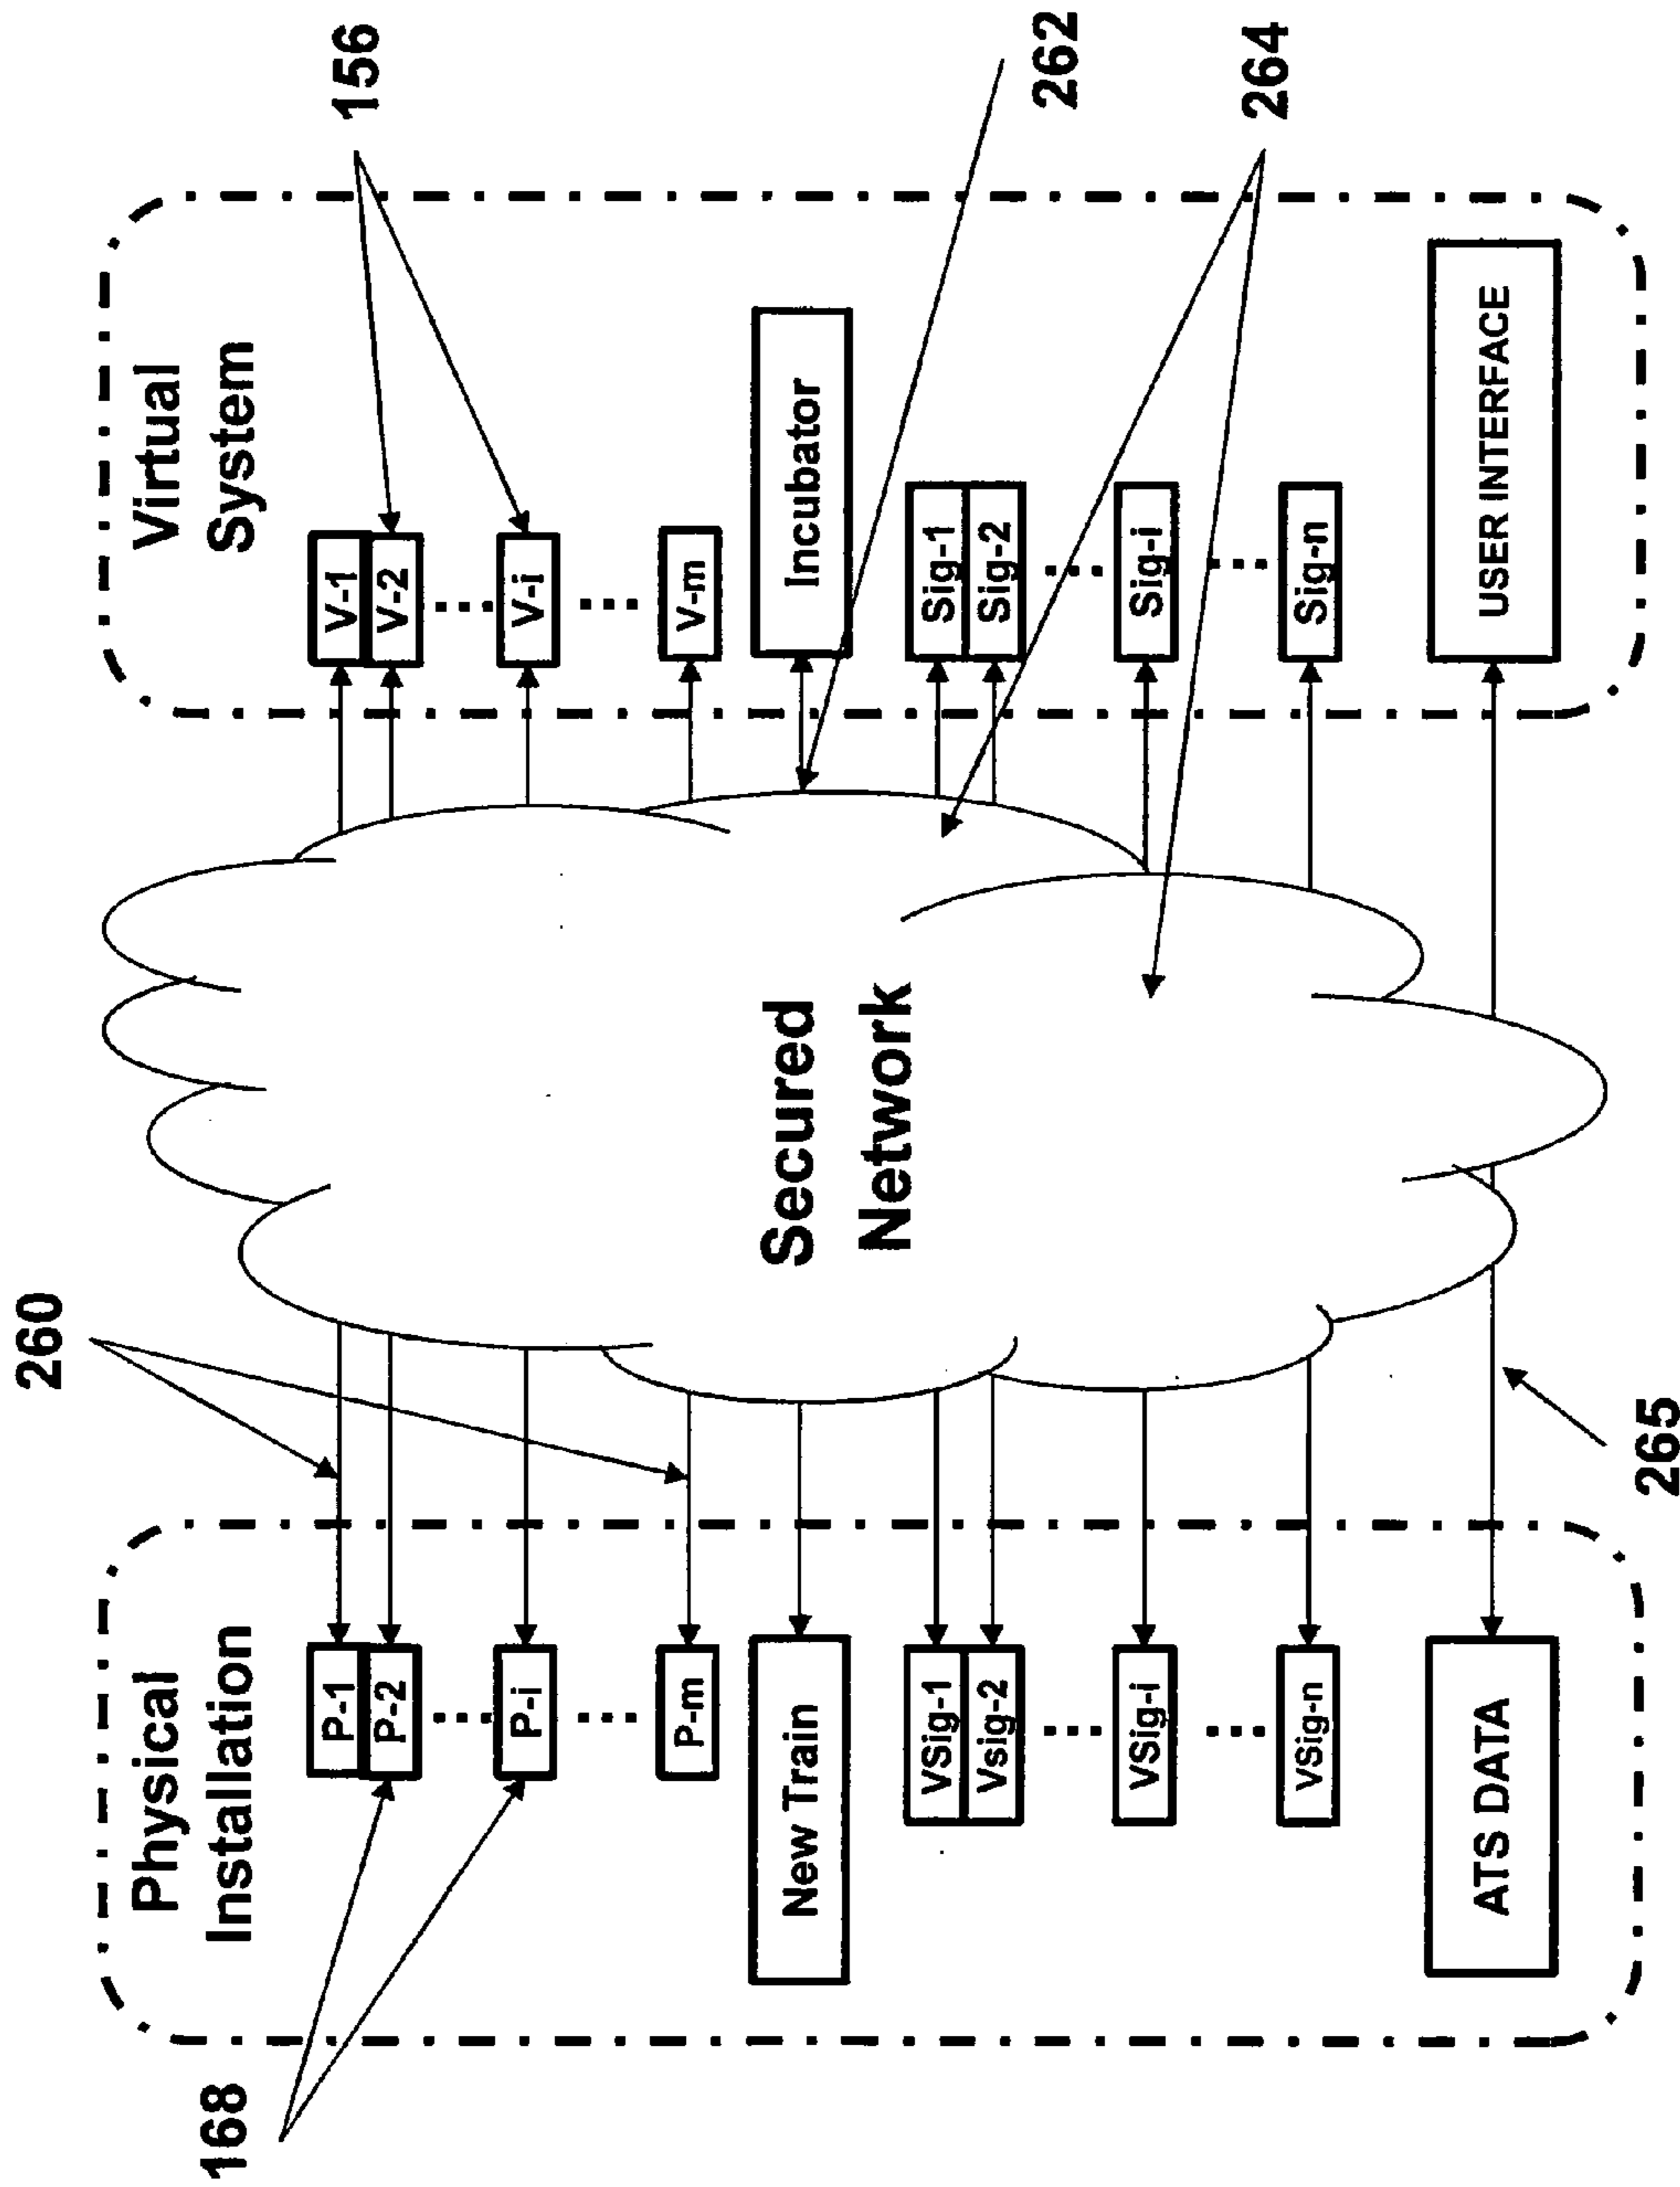 Physical
Installation
P-1
P-2
P-i
P-m
New Train
VSig-1
Vsig-2
VSig-i
VSig-n
ATS DATA
168
260
265
Secured
Network
Virtual
System
V-1
V-2
V-i
V-m
Incubator
Sig-1
Sig-2
Sig-i
Sig-n
USER INTERFACE
156
262
264